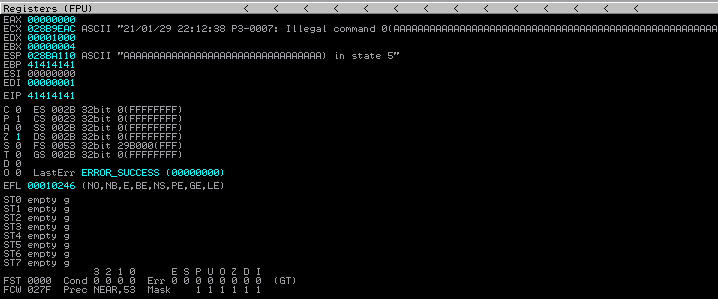 Registers (FPU) < < < < < < < < < < < < < <
EAX 00000000
ECX 028B9EAC ASCII "21/01/29 22:12:38 P3-0007: Illegal command 0(AAAAAAAAAAAAAAAAAAAAAAAAAAAAAAAAAAAAAAAAAAAAAAA
EDX 00001000
EBX 00000004
ESP 028BA110 ASCII "AAAAAAAAAAAAAAAAAAAAAAAAAAAAAAAAA) in state 5"
EBP 41414141
ESI 00000000
EDI 00000001
EIP 41414141
C 0 ES 002B 32bit 0(FFFFFFFF)
P 1 CS 0023 32bit 0(FFFFFFFF)
A 0 SS 002B 32bit 0(FFFFFFFF)
Z 1 DS 002B 32bit 0(FFFFFFFF)
S 0 FS 0053 32bit 29B000(FFF)
T 0 GS 002B 32bit 0(FFFFFFFF)
D 0
O 0 LastErr ERROR_SUCCESS (00000000)
EFL 00010246 (NO,NB,E,BE,NS,PE,GE,LE)
ST0 empty g
ST1 empty g
ST2 empty g
ST3 empty g
ST4 empty g
ST5 empty g
ST6 empty g
ST7 empty g
3 2 1 0 E S P U O Z D I
FST 0000 Cond 0 0 0 0 Err 0 0 0 0 0 0 0 0 (GT)
FCW 027F Prec NEAR,53 Mask 1 1 1 1 1 1